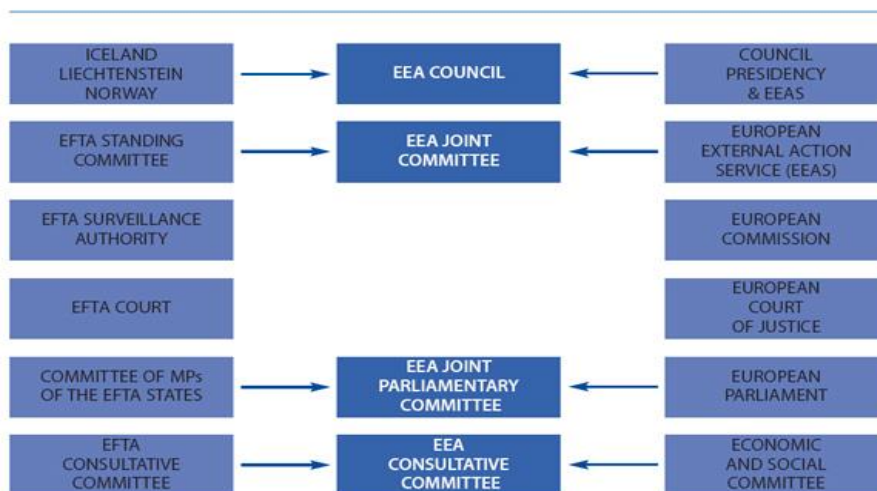 ICELAND
LIECHTENSTEIN
NORWAY
EEA COUNCIL
COUNCIL
PRESIDENCY
& EEAS
EFTA STANDING
COMMITTEE
EEA JOINT
COMMITTEE
EUROPEAN
EXTERNAL ACTION
SERVICE (EEAS)
EFTA SURVEILLANCE
AUTHORITY
EUROPEAN
COMMISSION
EFTA COURT
EUROPEAN
COURT
OF JUSTICE
COMMITTEE OF MPs
OF THE EFTA STATES
EEA JOINT
PARLIAMENTARY
COMMITTEE
EUROPEAN
PARLIAMENT
EFTA
CONSULTATIVE
COMMITTEE
EEA
CONSULTATIVE
COMMITTEE
ECONOMIC
AND SOCIAL
COMMITTEE